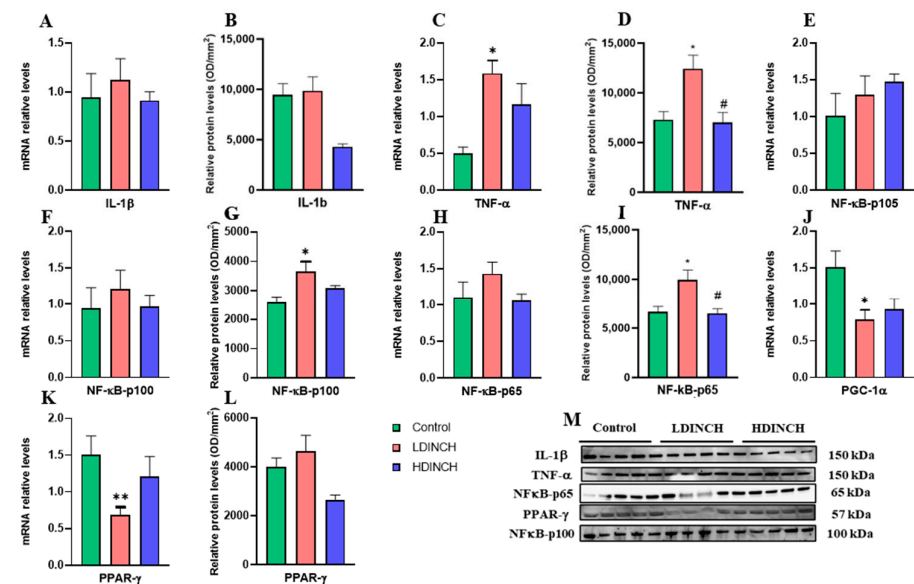 A
mRNA relative levels
1.5
1.0
0.5
0.0
IL-1β
B
Relative protein levels (OD/mm²)
15,000
10,000
5,000
0
IL-1b
C
mRNA relative levels
2.0
1.5
1.0
0.5
0.0
*
TNF-α
D
Relative protein levels (OD/mm²)
15,000
10,000
5,000
0
*
#
TNF-α
E
mRNA relative levels
2.0
1.5
1.0
0.5
0.0
NF-κB-p105
F
mRNA relative levels
2.0
1.5
1.0
0.5
0.0
NF-κB-p100
G
Relative protein levels (OD/mm²)
5000
4000
3000
2000
1000
0
*
NF-κB-p100
H
mRNA relative levels
2.0
1.5
1.0
0.5
0.0
NF-κB-p65
I
Relative protein levels (OD/mm²)
15,000
10,000
5,000
0
*
#
NF-kB-p65
J
mRNA relative levels
2.0
1.5
1.0
0.5
0.0
*
PGC-1α
K
mRNA relative levels
2.0
1.5
1.0
0.5
0.0
**
PPAR-γ
L
Relative protein levels (OD/mm²)
6000
4000
2000
0
PPAR-γ
Control
LDINCH
HDINCH
M
Control LDINCH HDINCH
IL-1β 150 kDa
TNF-α 150 kDa
NFκB-p65 65 kDa
PPAR-γ 57 kDa
NFκB-p100 100 kDa